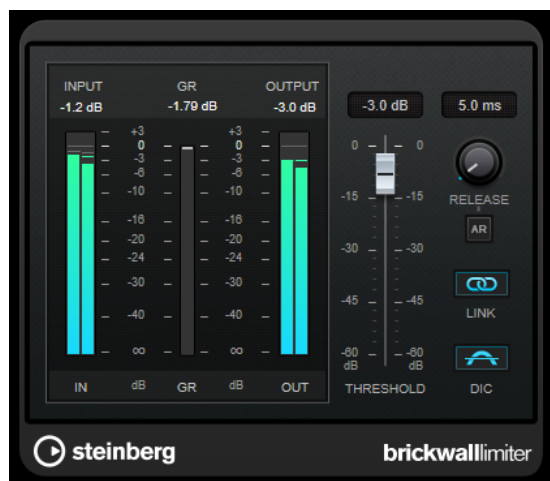 INPUT GR OUTPUT
-1.2 dB -1.79 dB -3.0 dB -3.0 dB 5.0 ms
+3 +3
0 0 0 0
-3 -3
-6 -6
-10 -10
-15 -15 RELEASE
-16 -16
AR
-20 -20
-24 -24 -30 -30
-30 -30
-45 -45 LINK
-40 -40
∞ ∞ -60 -60
dB dB
IN dB GR dB OUT THRESHOLD DIC
steinberg brickwalllimiter